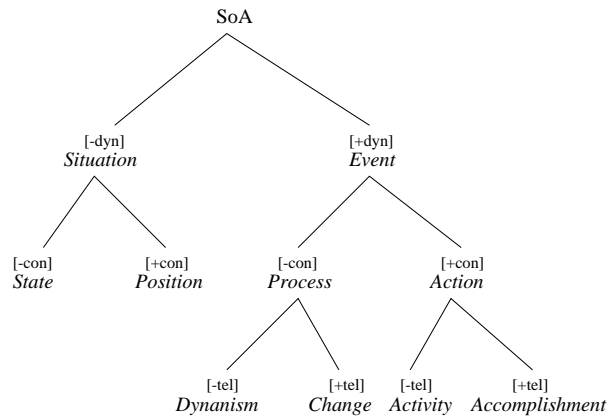 SoA
[-dyn] [+dyn]
Situation Event
[-con] [+con] [-con] [+con]
State Position Process Action
[-tel] [+tel] [-tel] [+tel]
Dynanism Change Activity Accomplishment